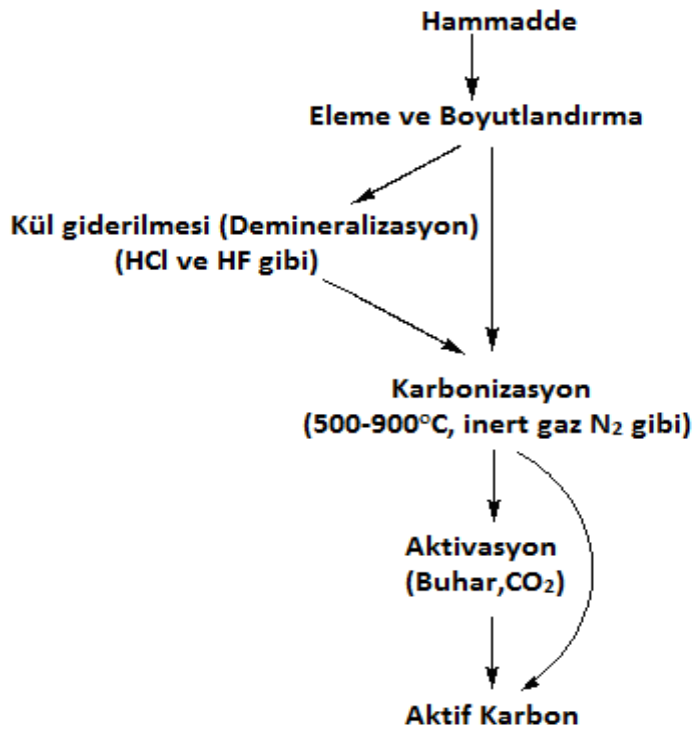 Hammadde
Eleme ve Boyutlandırma
Kül giderilmesi (Demineralizasyon)
(HCl ve HF gibi)
Karbonizasyon
(500-900°C, inert gaz N₂ gibi)
Aktivasyon
(Buhar,CO₂)
Aktif Karbon